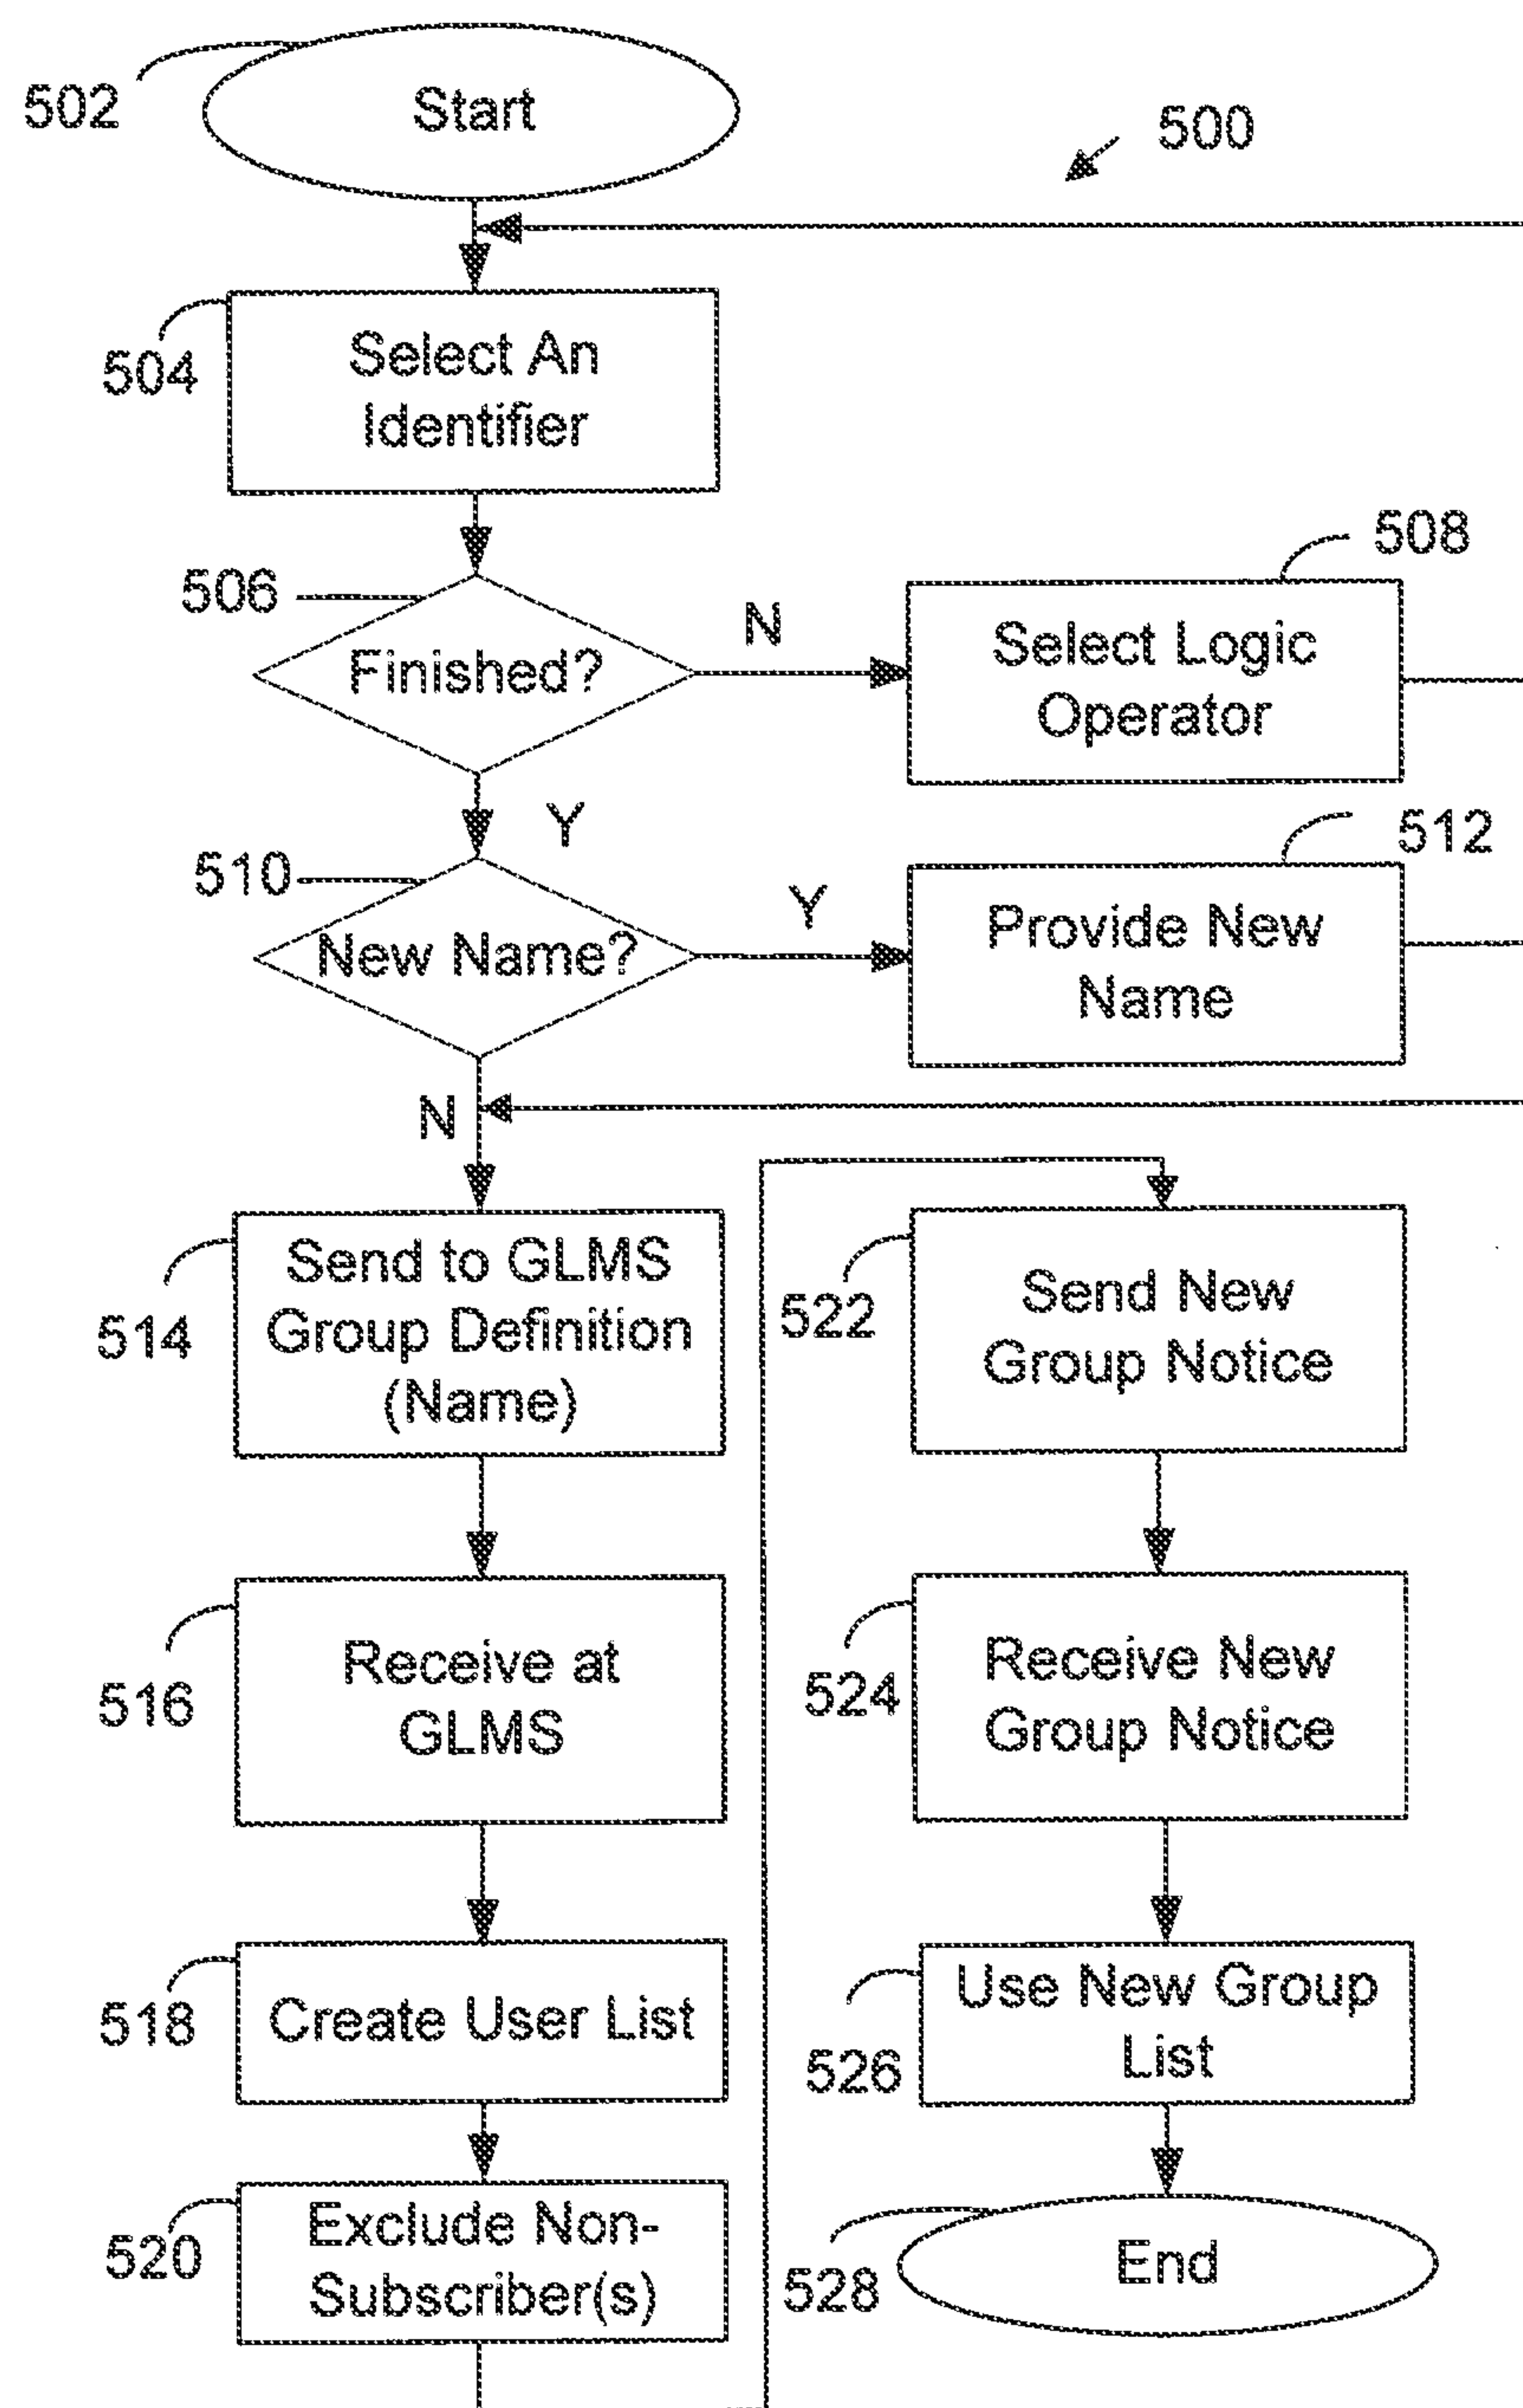 502
Start
500
504
Select An
Identifier
506
Finished?
N
508
Select Logic
Operator
Y
510
New Name?
Y
512
Provide New
Name
N
514
Send to GLMS
Group Definition
(Name)
516
Receive at
GLMS
518
Create User List
520
Exclude Non-
Subscriber(s)
522
Send New
Group Notice
524
Receive New
Group Notice
526
Use New Group
List
528
End